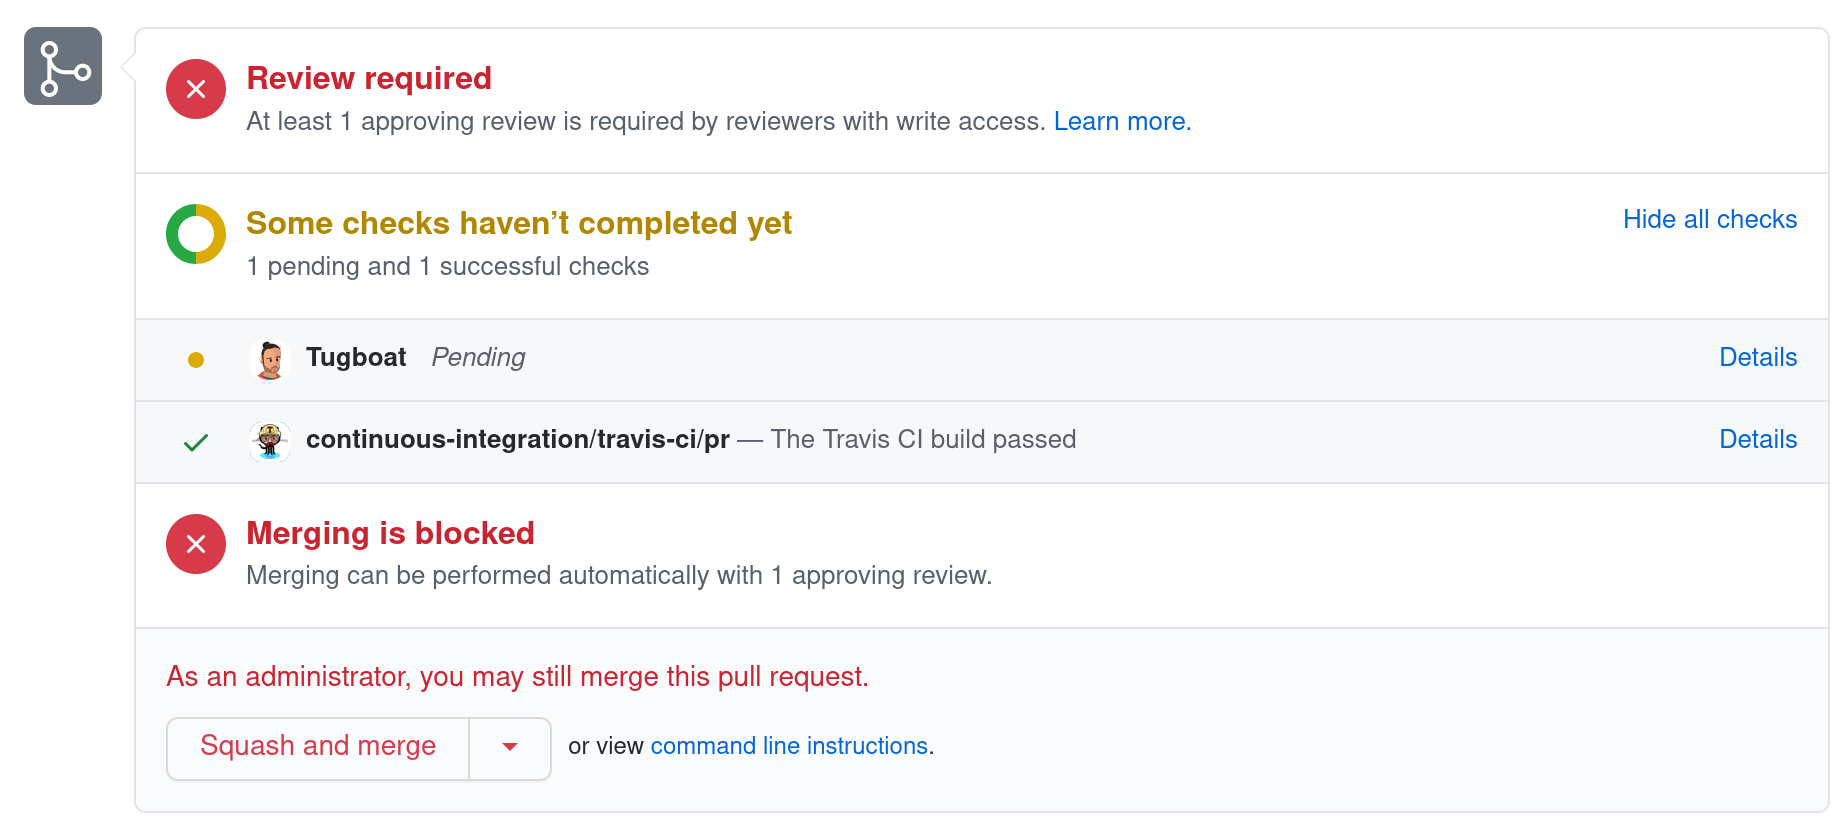 Review required
At least 1 approving review is required by reviewers with write access. Learn more.
Some checks haven’t completed yet
Hide all checks
1 pending and 1 successful checks
Tugboat Pending
Details
continuous-integration/travis-ci/pr — The Travis CI build passed
Details
Merging is blocked
Merging can be performed automatically with 1 approving review.
As an administrator, you may still merge this pull request.
Squash and merge
or view command line instructions.